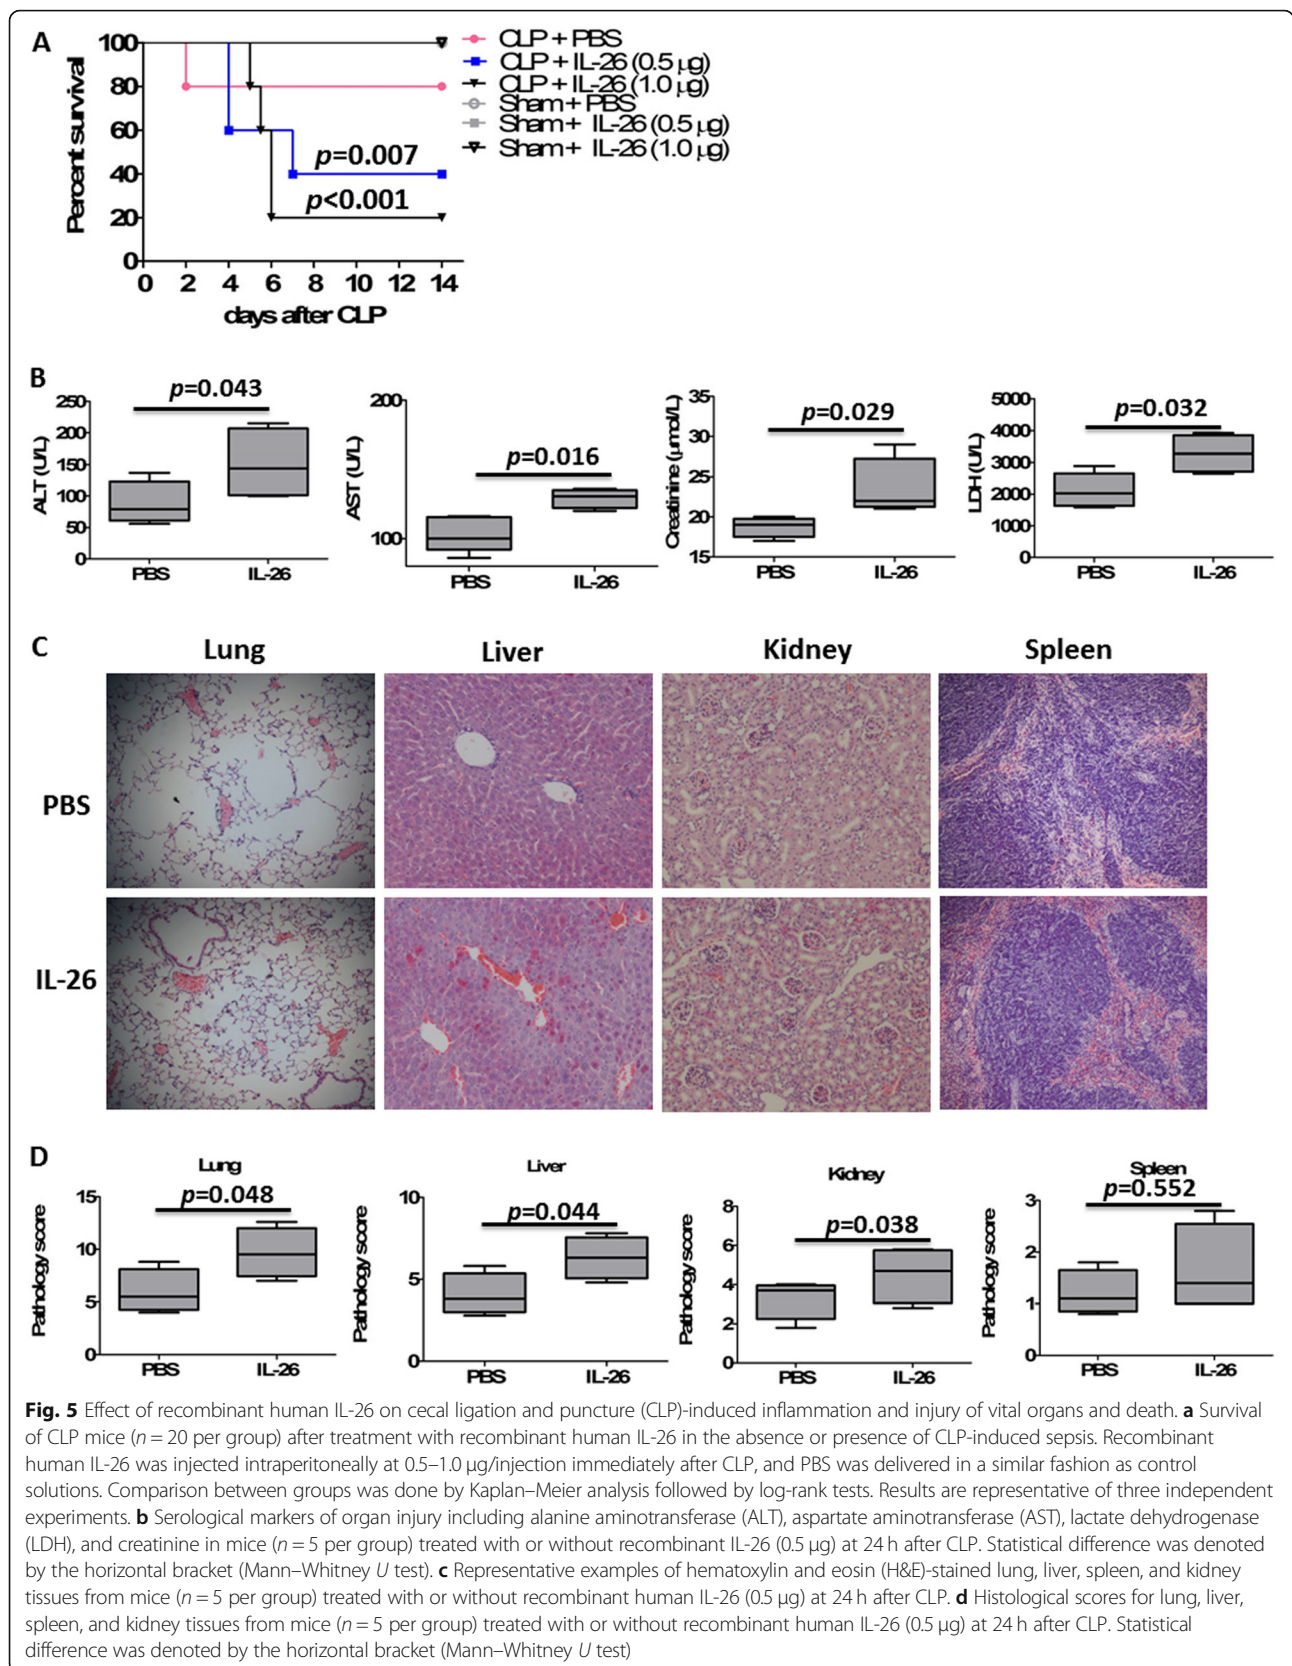 A
100
80
60
40
20
0
Percent survival
0 2 4 6 8 10 12 14
days after CLP
p=0.007
p<0.001
CLP + PBS
CLP + IL-26 (0.5 µg)
CLP + IL-26 (1.0 µg)
Sham + PBS
Sham + IL-26 (0.5 µg)
Sham + IL-26 (1.0 µg)
B
ALT (U/L)
250
200
150
100
50
0
p=0.043
PBS IL-26
AST (U/L)
200
100
p=0.016
PBS IL-26
Creatinine (µmol/L)
35
30
25
20
15
p=0.029
PBS IL-26
LDH (U/L)
5000
4000
3000
2000
1000
0
p=0.032
PBS IL-26
C
Lung Liver Kidney Spleen
PBS
IL-26
D
Lung
Pathology score
15
10
5
0
p=0.048
PBS IL-26
Liver
Pathology score
10
5
0
p=0.044
PBS IL-26
Kidney
Pathology score
8
6
4
2
0
p=0.038
PBS IL-26
Spleen
Pathology score
3
2
1
0
p=0.552
PBS IL-26
Fig. 5 Effect of recombinant human IL-26 on cecal ligation and puncture (CLP)-induced inflammation and injury of vital organs and death. a Survival
of CLP mice (n = 20 per group) after treatment with recombinant human IL-26 in the absence or presence of CLP-induced sepsis. Recombinant
human IL-26 was injected intraperitoneally at 0.5–1.0 µg/injection immediately after CLP, and PBS was delivered in a similar fashion as control
solutions. Comparison between groups was done by Kaplan–Meier analysis followed by log-rank tests. Results are representative of three independent
experiments. b Serological markers of organ injury including alanine aminotransferase (ALT), aspartate aminotransferase (AST), lactate dehydrogenase
(LDH), and creatinine in mice (n = 5 per group) treated with or without recombinant IL-26 (0.5 µg) at 24 h after CLP. Statistical difference was denoted
by the horizontal bracket (Mann–Whitney U test). c Representative examples of hematoxylin and eosin (H&E)-stained lung, liver, spleen, and kidney
tissues from mice (n = 5 per group) treated with or without recombinant human IL-26 (0.5 µg) at 24 h after CLP. d Histological scores for lung, liver,
spleen, and kidney tissues from mice (n = 5 per group) treated with or without recombinant human IL-26 (0.5 µg) at 24 h after CLP. Statistical
difference was denoted by the horizontal bracket (Mann–Whitney U test)